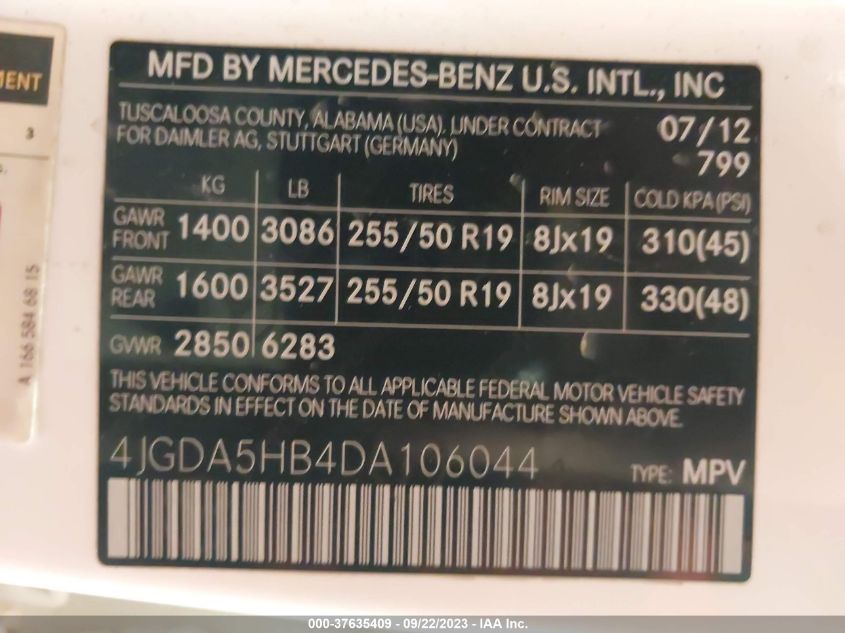 MENT
3
S.
A 166 584 68 15
MFD BY MERCEDES-BENZ U.S. INTL., INC
TUSCALOOSA COUNTY, ALABAMA (USA). UNDER CONTRACT 07/12
FOR DAIMLER AG, STUTTGART (GERMANY) 799
KG LB TIRES RIM SIZE COLD KPA (PSI)
GAWR FRONT 1400 3086 255/50 R19 8Jx19 310(45)
GAWR REAR 1600 3527 255/50 R19 8Jx19 330(48)
GVWR 2850 6283
THIS VEHICLE CONFORMS TO ALL APPLICABLE FEDERAL MOTOR VEHICLE SAFETY
STANDARDS IN EFFECT ON THE DATE OF MANUFACTURE SHOWN ABOVE.
4JGDA5HB4DA106044 TYPE: MPV
000-37635409 - 09/22/2023 - IAA Inc.